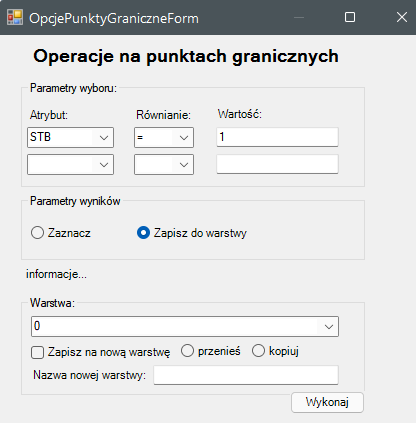 OpcjePunktyGraniczneForm
Operacje na punktach granicznych
Parametry wyboru:
Atrybut: Równianie: Wartość:
STB = 1
Parametry wyników
Zaznacz Zapisz do warstwy
informacje...
Warstwa:
0
Zapisz na nową warstwę przenieś kopiuj
Nazwa nowej warstwy:
Wykonaj